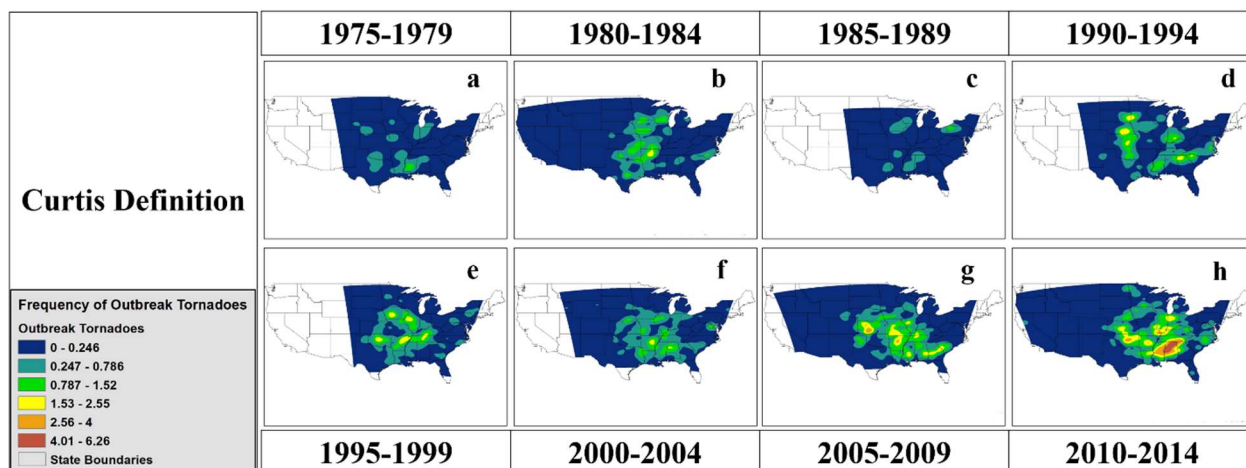 1975-1979
1980-1984
1985-1989
1990-1994
Curtis Definition
a
b
c
d
e
f
g
h
Frequency of Outbreak Tornadoes
Outbreak Tornadoes
0 - 0.246
0.247 - 0.786
0.787 - 1.52
1.53 - 2.55
2.56 - 4
4.01 - 6.26
State Boundaries
1995-1999
2000-2004
2005-2009
2010-2014